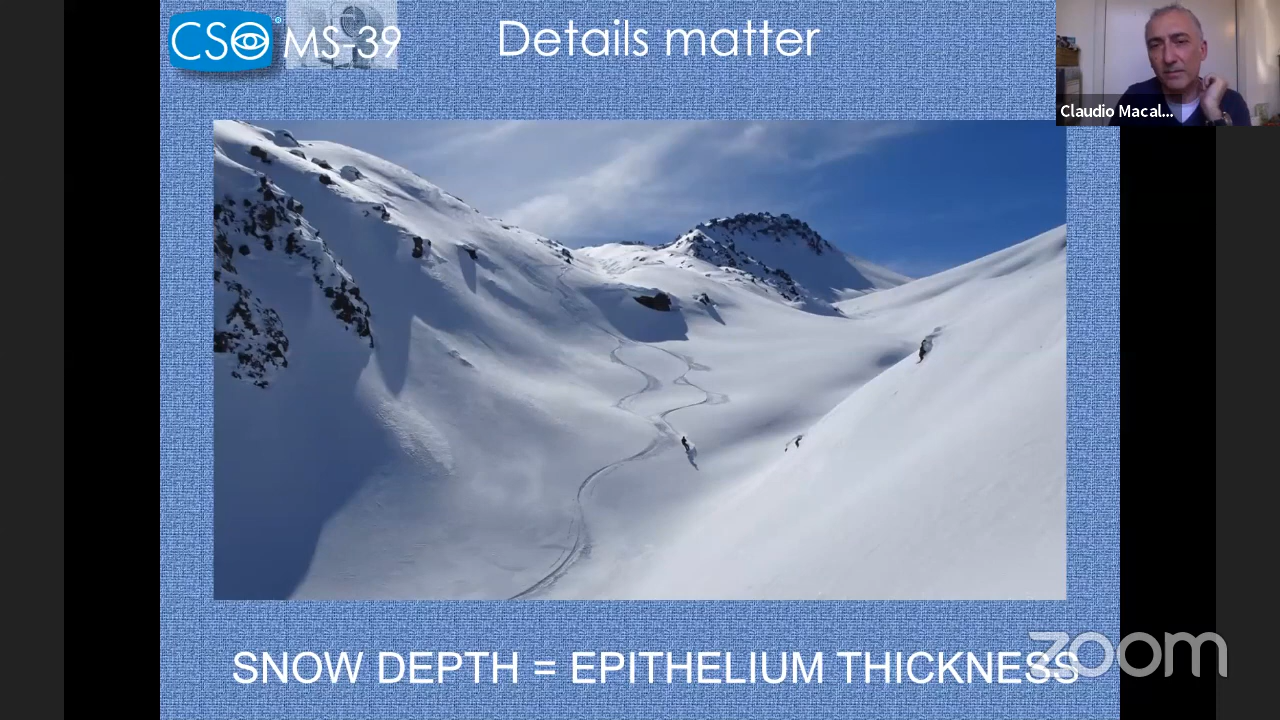 CSO® MS-39
Details matter
Claudio Macal...
SNOW DEPTH = EPITHELIUM THICKNESS
zoom